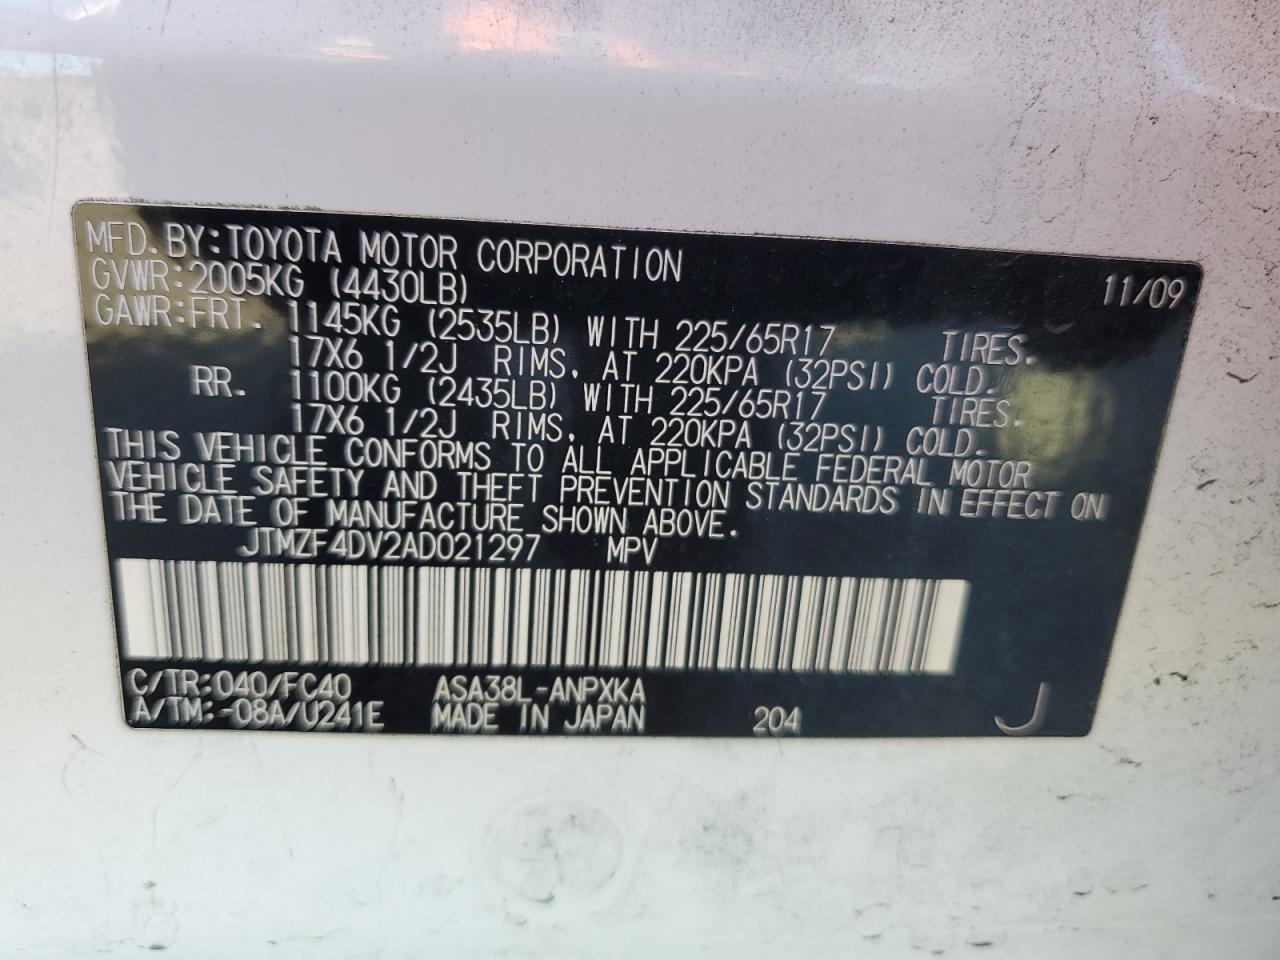 MFD. BY: TOYOTA MOTOR CORPORATION 11/09
GVWR: 2005KG (4430LB)
GAWR: FRT. 1145KG (2535LB) WITH 225/65R17 TIRES,
17X6 1/2J RIMS, AT 220KPA (32PSI) COLD.
RR. 1100KG (2435LB) WITH 225/65R17 TIRES,
17X6 1/2J RIMS, AT 220KPA (32PSI) COLD.
THIS VEHICLE CONFORMS TO ALL APPLICABLE FEDERAL MOTOR
VEHICLE SAFETY AND THEFT PREVENTION STANDARDS IN EFFECT ON
THE DATE OF MANUFACTURE SHOWN ABOVE.
JTMZF4DV2AD021297 MPV
C/TR: 040/FC40 ASA38L-ANPXKA
A/TM: -08A/U241E MADE IN JAPAN 204 J